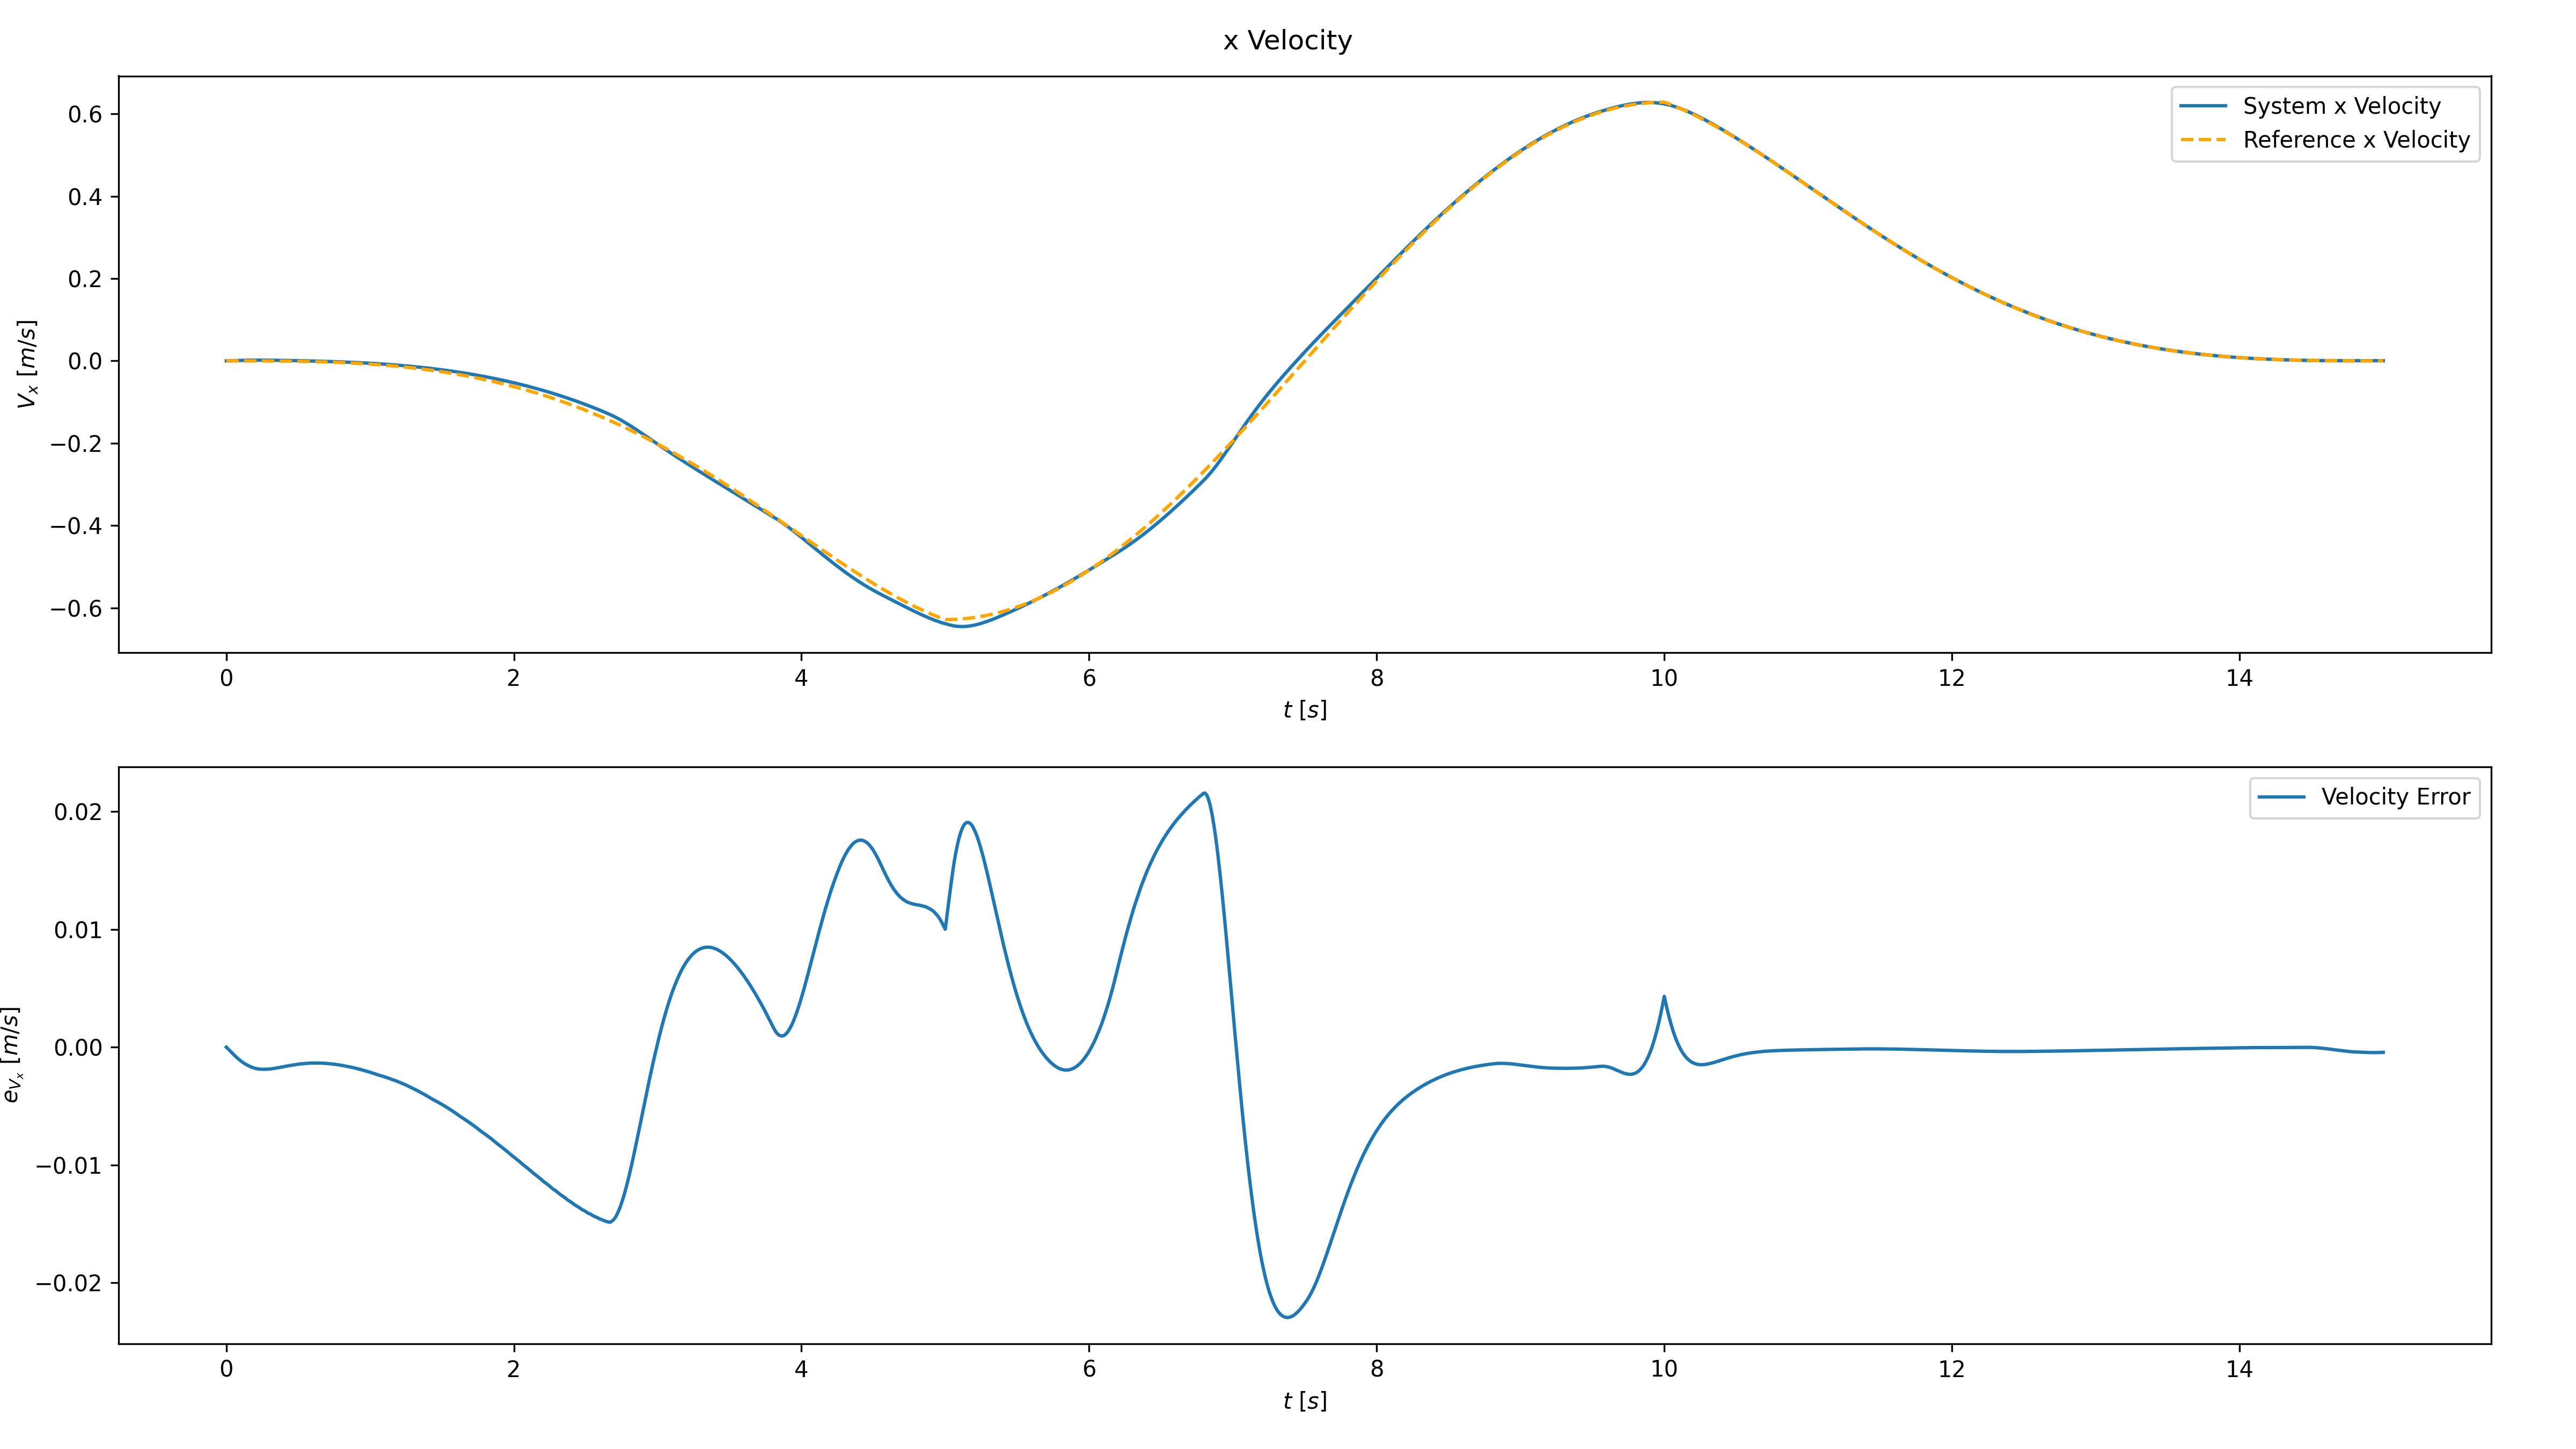 x Velocity
System x Velocity
Reference x Velocity
0.6
0.4
0.2
0.0
−0.2
−0.4
−0.6
V_x [m/s]
0 2 4 6 8 10 12 14
t [s]
Velocity Error
0.02
0.01
0.00
−0.01
−0.02
e_{V_x} [m/s]
0 2 4 6 8 10 12 14
t [s]